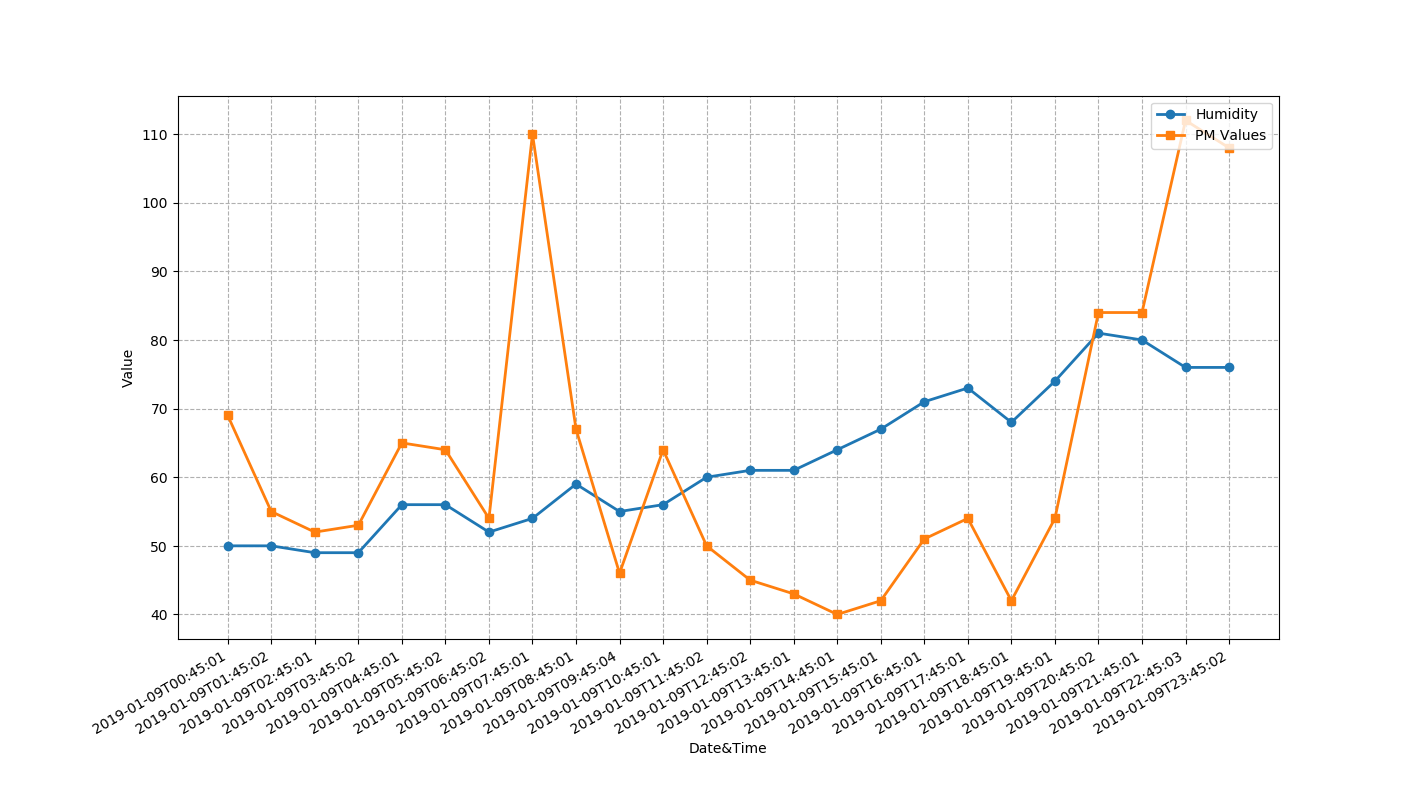 Humidity
PM Values
110
100
90
80
70
60
50
40
Value
2019-01-09T00:45:01
2019-01-09T01:45:02
2019-01-09T02:45:01
2019-01-09T03:45:02
2019-01-09T04:45:01
2019-01-09T05:45:02
2019-01-09T06:45:02
2019-01-09T07:45:01
2019-01-09T08:45:01
2019-01-09T09:45:04
2019-01-09T10:45:01
2019-01-09T11:45:02
2019-01-09T12:45:02
2019-01-09T13:45:01
2019-01-09T14:45:01
2019-01-09T15:45:01
2019-01-09T16:45:01
2019-01-09T17:45:01
2019-01-09T18:45:01
2019-01-09T19:45:01
2019-01-09T20:45:02
2019-01-09T21:45:01
2019-01-09T22:45:03
2019-01-09T23:45:02
Date&Time